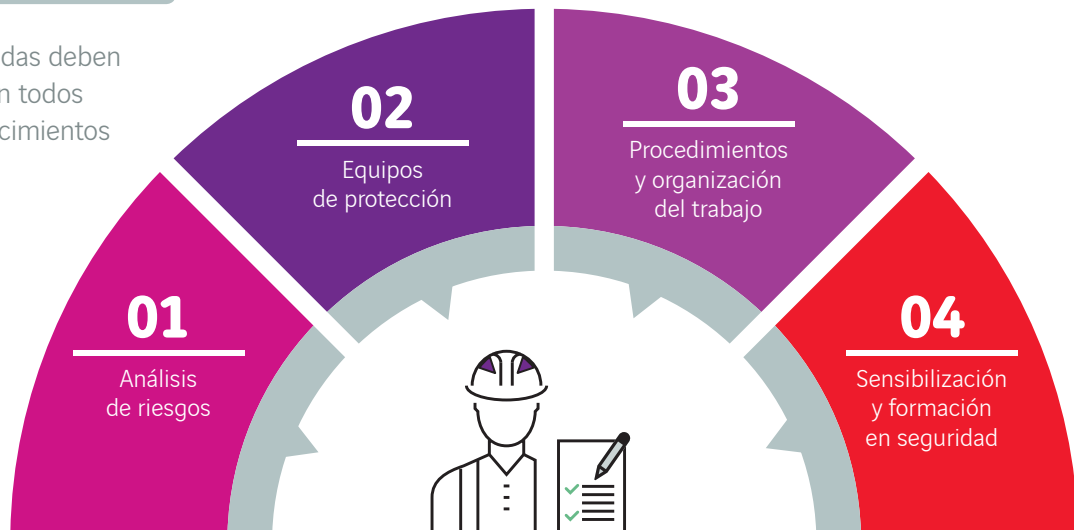 das deben
n todos
cimientos
01
Análisis
de riesgos
02
Equipos
de protección
03
Procedimientos
y organización
del trabajo
04
Sensibilización
y formación
en seguridad